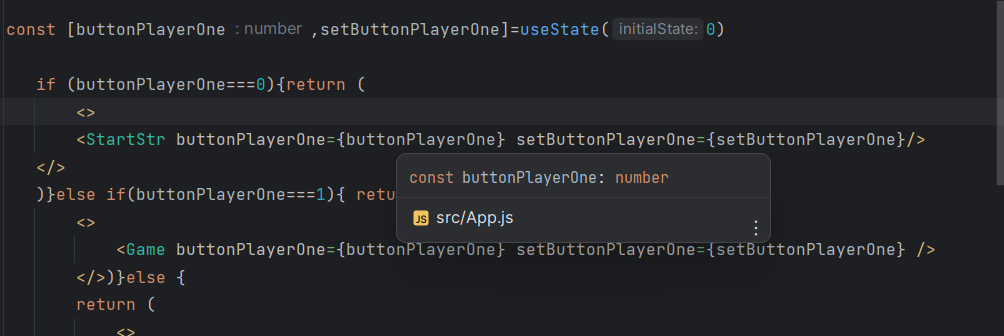 const [buttonPlayerOne : number ,setButtonPlayerOne]=useState( initialState: 0)
if (buttonPlayerOne===0){return (
<>
<StartStr buttonPlayerOne={buttonPlayerOne} setButtonPlayerOne={setButtonPlayerOne}/>
</>
)}else if(buttonPlayerOne===1){ retu
const buttonPlayerOne: number
JS src/App.js
<>
<Game buttonPlayerOne={buttonPlayerOne} setButtonPlayerOne={setButtonPlayerOne} />
</>)}else {
return (
<>